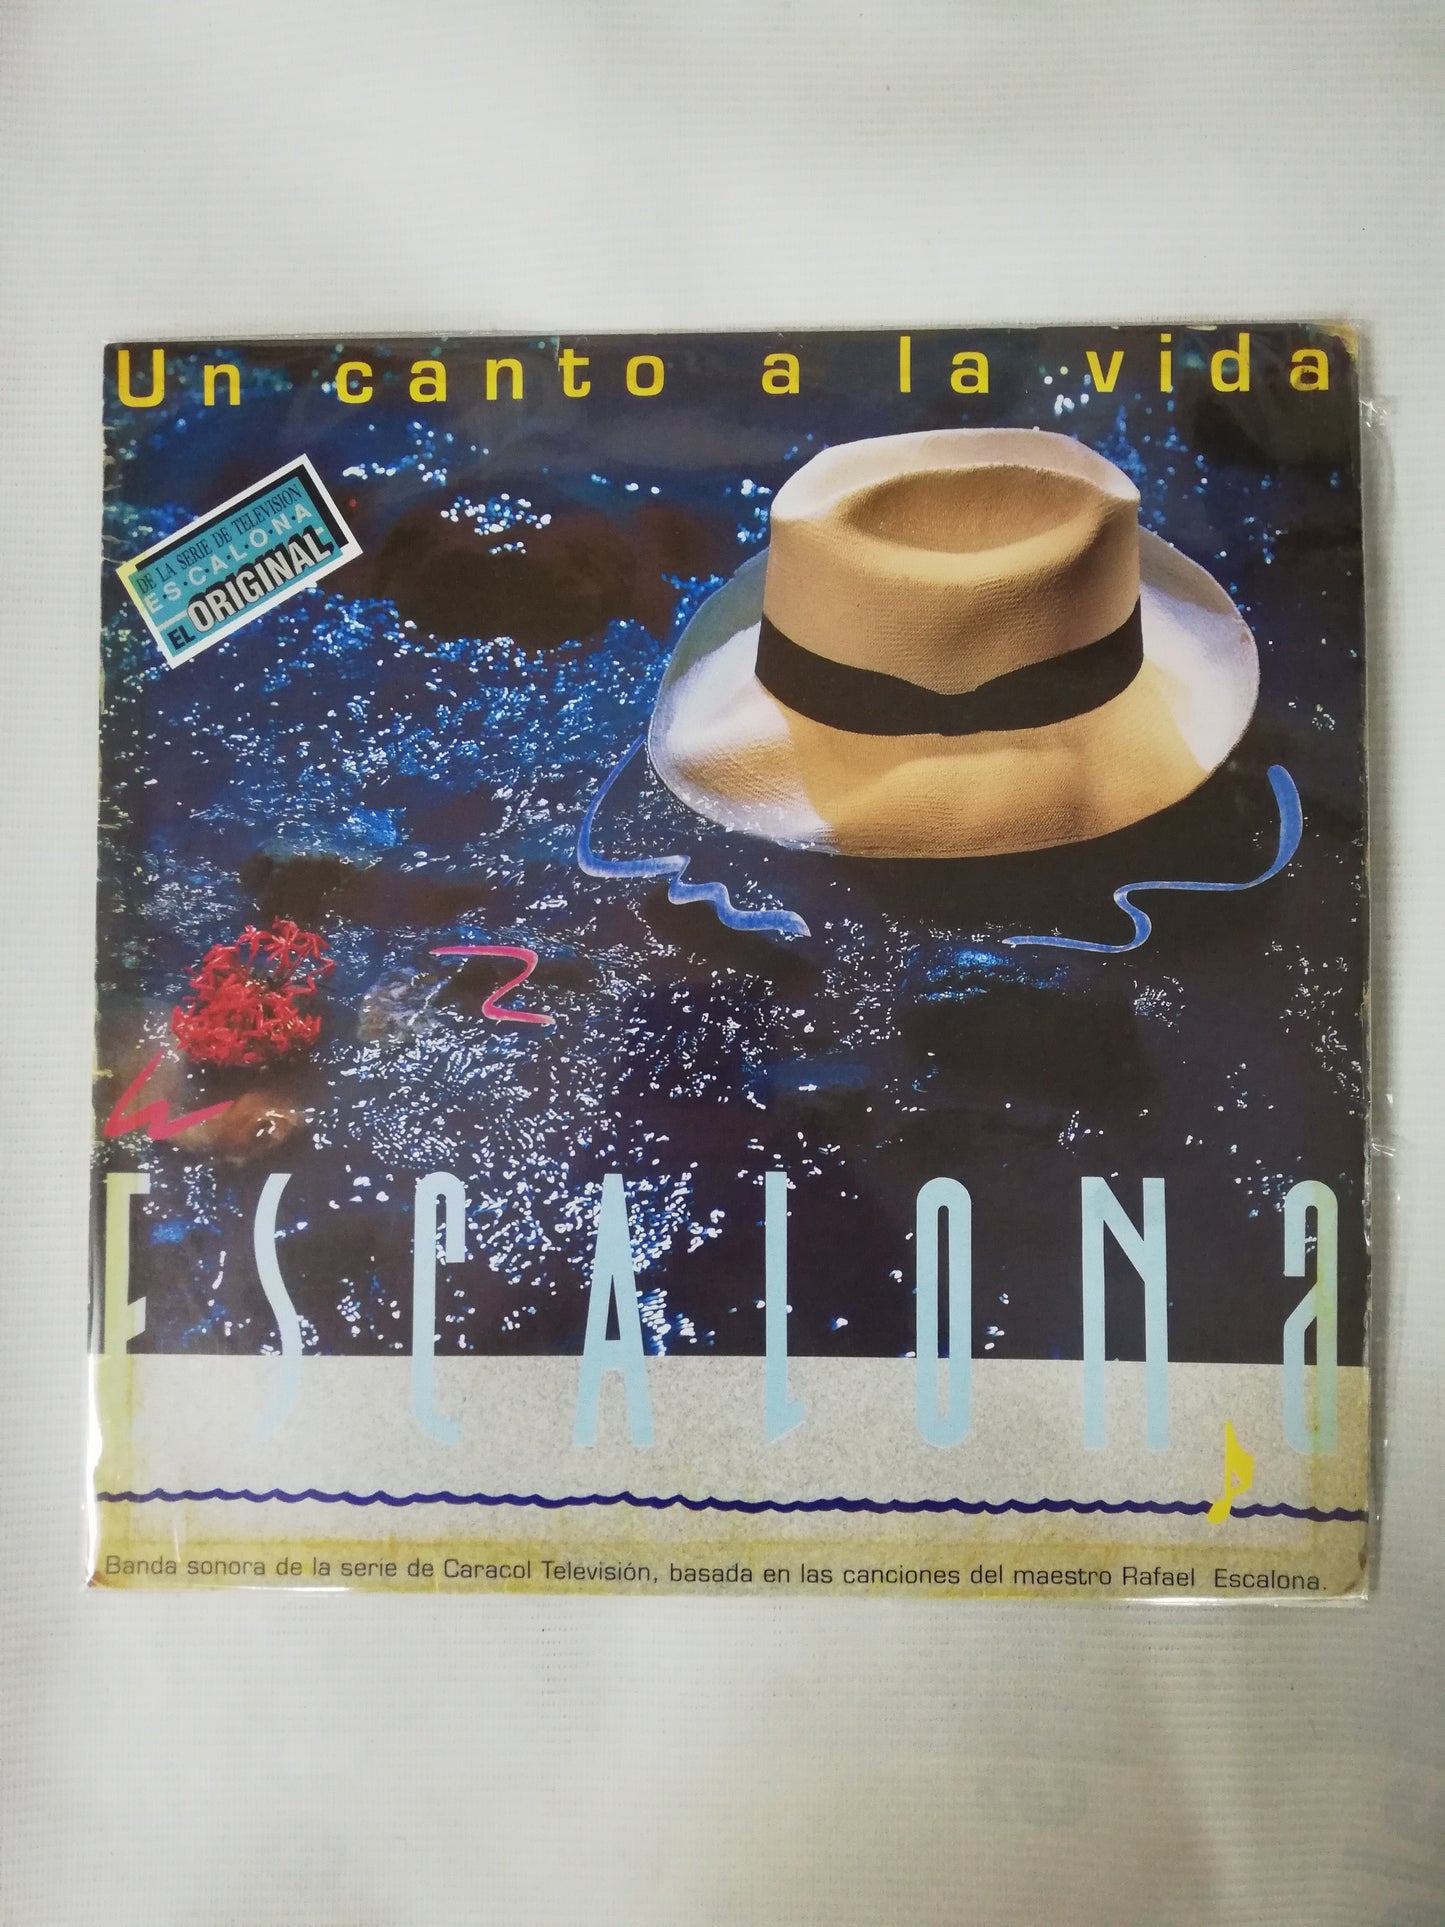 Un canto a la vida
DE LA SERIE DE TELEVISION
E·S·C·A·L·O·N·A
EL ORIGINAL
ESCALONA
Banda sonora de la serie de Caracol Televisión, basada en las canciones del maestro Rafael Escalona.